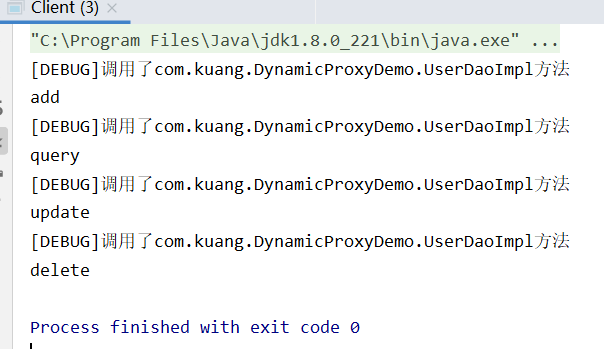 Client (3) ×
"C:\Program Files\Java\jdk1.8.0_221\bin\java.exe" ...
[DEBUG]调用了com.kuang.DynamicProxyDemo.UserDaoImpl方法
add
[DEBUG]调用了com.kuang.DynamicProxyDemo.UserDaoImpl方法
query
[DEBUG]调用了com.kuang.DynamicProxyDemo.UserDaoImpl方法
update
[DEBUG]调用了com.kuang.DynamicProxyDemo.UserDaoImpl方法
delete
Process finished with exit code 0